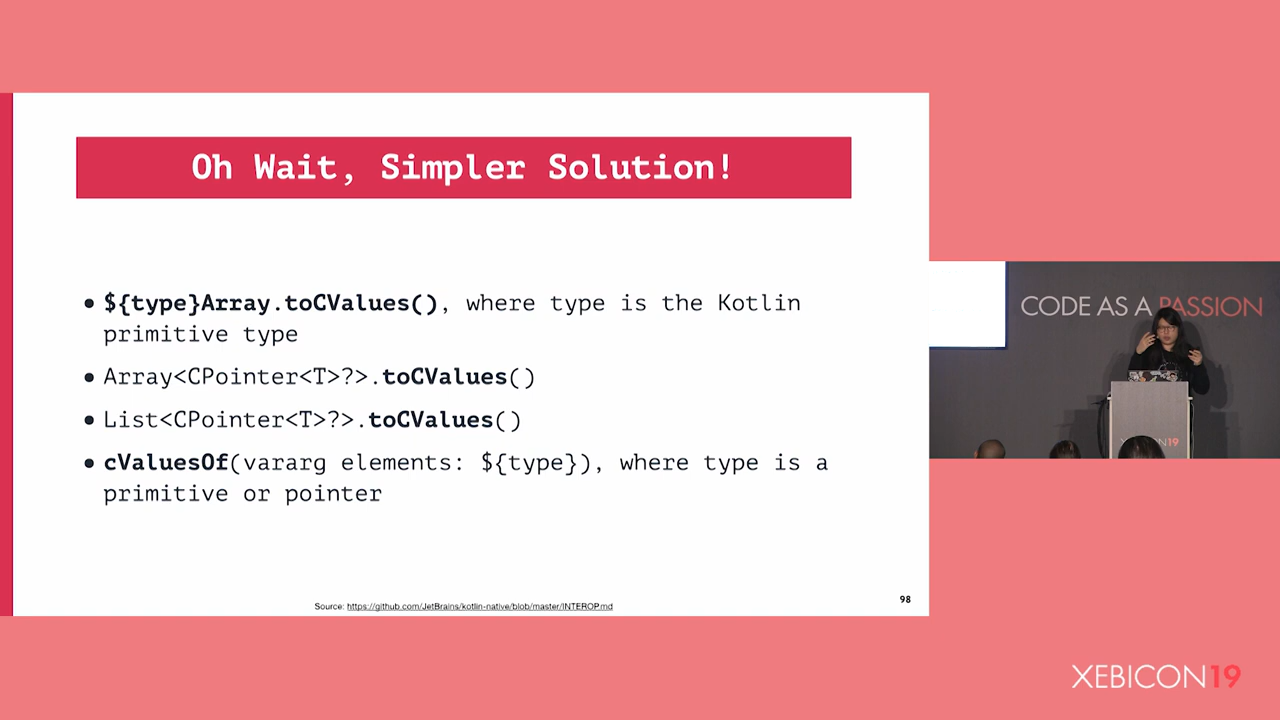 Oh Wait, Simpler Solution!
• ${type}Array.toCValues(), where type is the Kotlin
primitive type
• Array<CPointer<T>?>.toCValues()
• List<CPointer<T>?>.toCValues()
• cValuesOf(vararg elements: ${type}), where type is a
primitive or pointer
Source: https://github.com/JetBrains/kotlin-native/blob/master/INTEROP.md
98
CODE AS A PASSION
XEBICON19